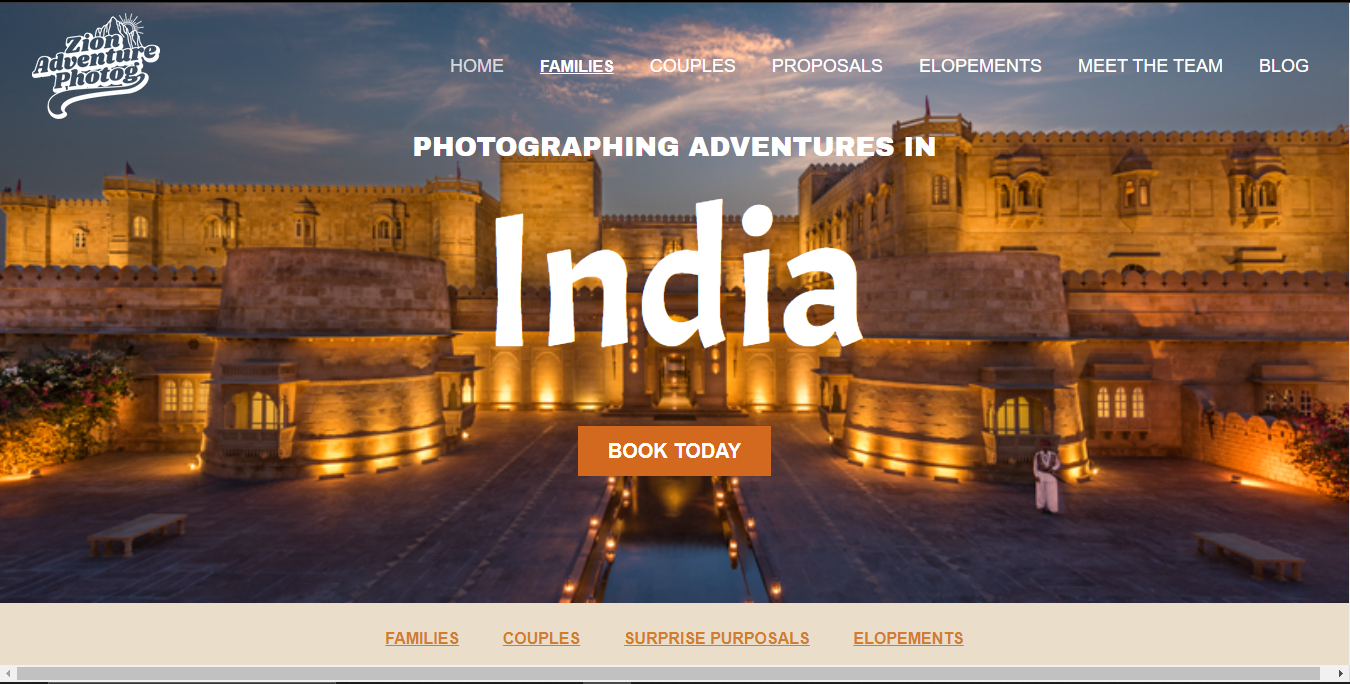 Zion
Adventure
Photog
HOME FAMILIES COUPLES PROPOSALS ELOPEMENTS MEET THE TEAM BLOG
PHOTOGRAPHING ADVENTURES IN
India
BOOK TODAY
FAMILIES COUPLES SURPRISE PURPOSALS ELOPEMENTS